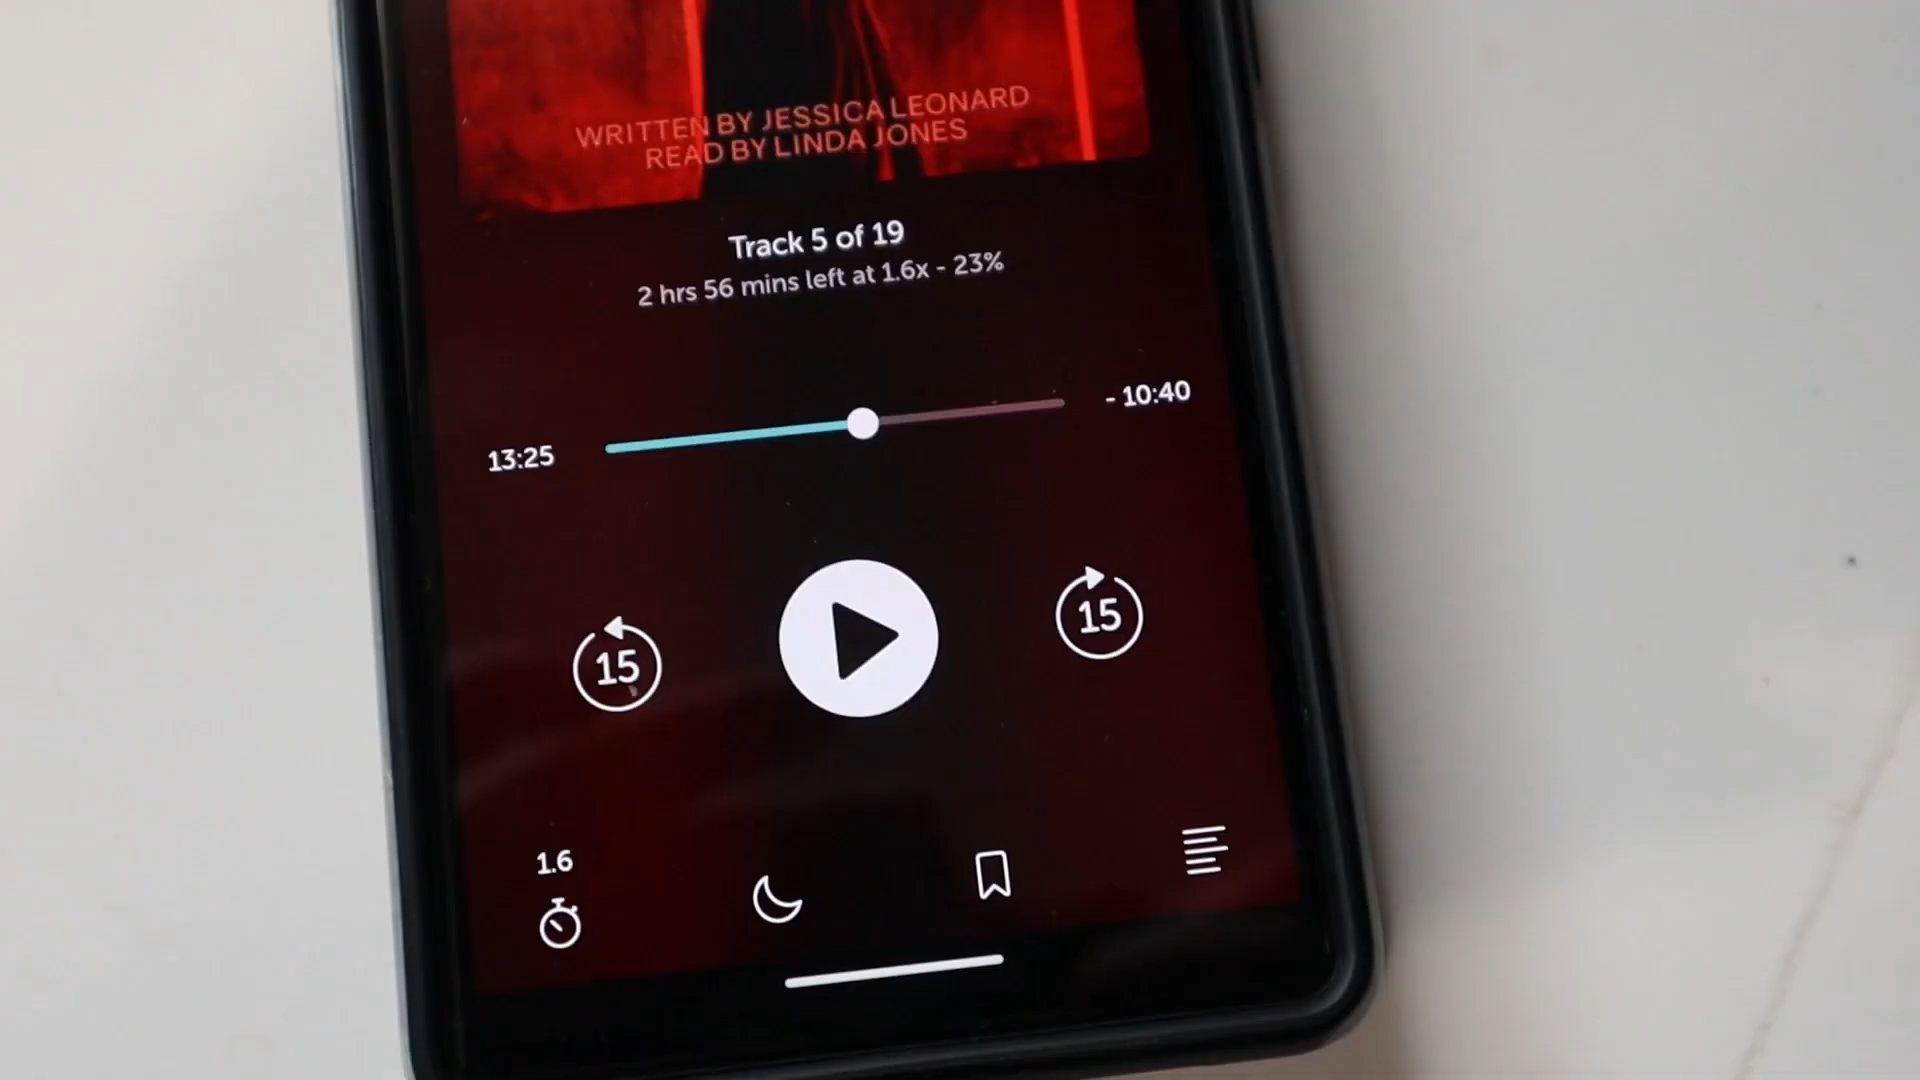 WRITTEN BY JESSICA LEONARD
READ BY LINDA JONES
Track 5 of 19
2 hrs 56 mins left at 1.6x - 23%
13:25
- 10:40
15
15
1.6